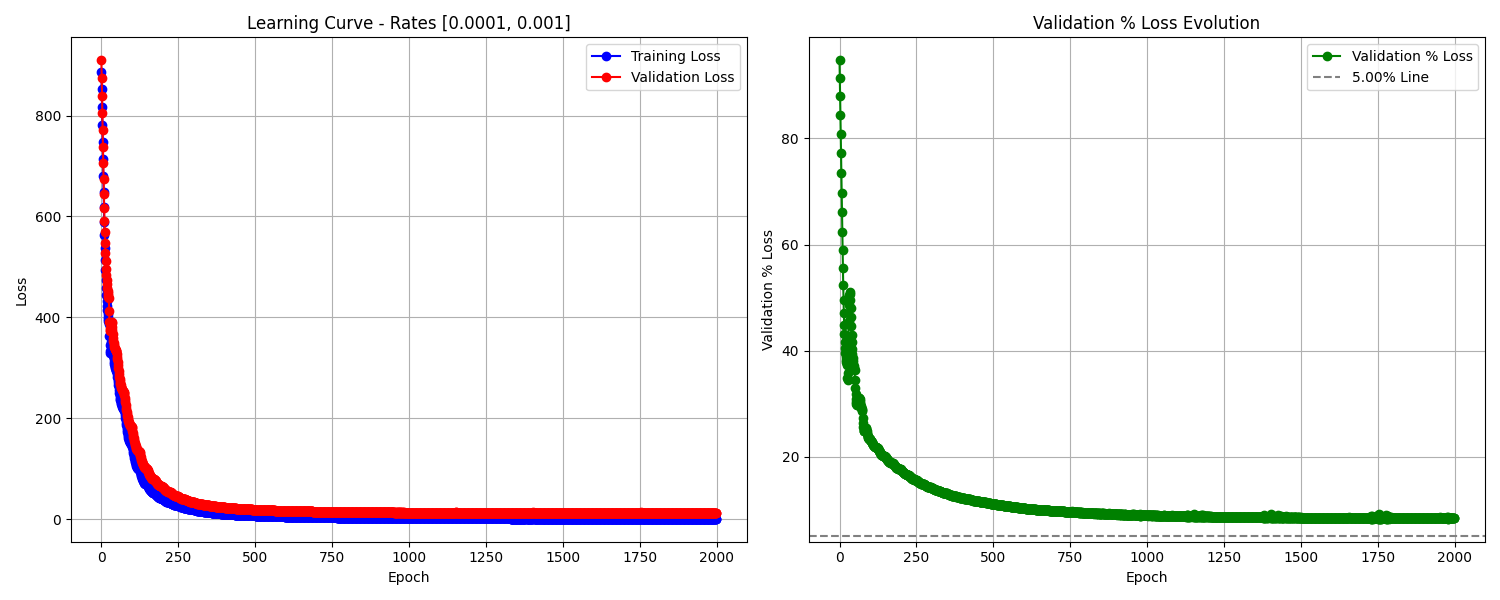 Learning Curve - Rates [0.0001, 0.001]
Training Loss
Validation Loss
800
600
400
200
0
Loss
0 250 500 750 1000 1250 1500 1750 2000
Epoch
Validation % Loss Evolution
Validation % Loss
5.00% Line
80
60
40
20
Validation % Loss
0 250 500 750 1000 1250 1500 1750 2000
Epoch